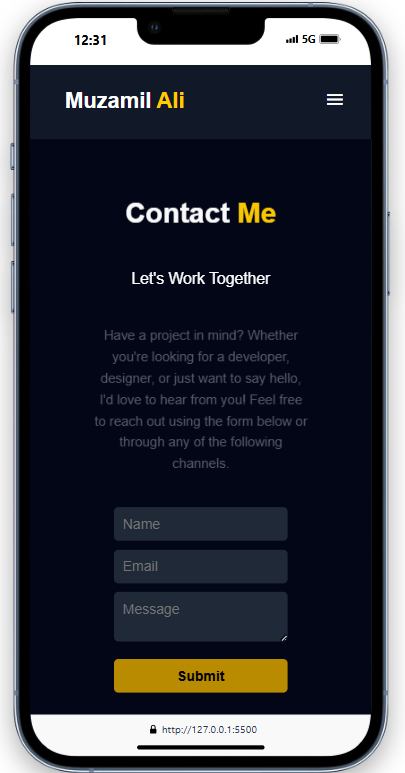 12:31
5G
Muzamil Ali
Contact Me
Let's Work Together
Have a project in mind? Whether
you're looking for a developer,
designer, or just want to say hello,
I'd love to hear from you! Feel free
to reach out using the form below or
through any of the following
channels.
Name
Email
Message
Submit
http://127.0.0.1:5500